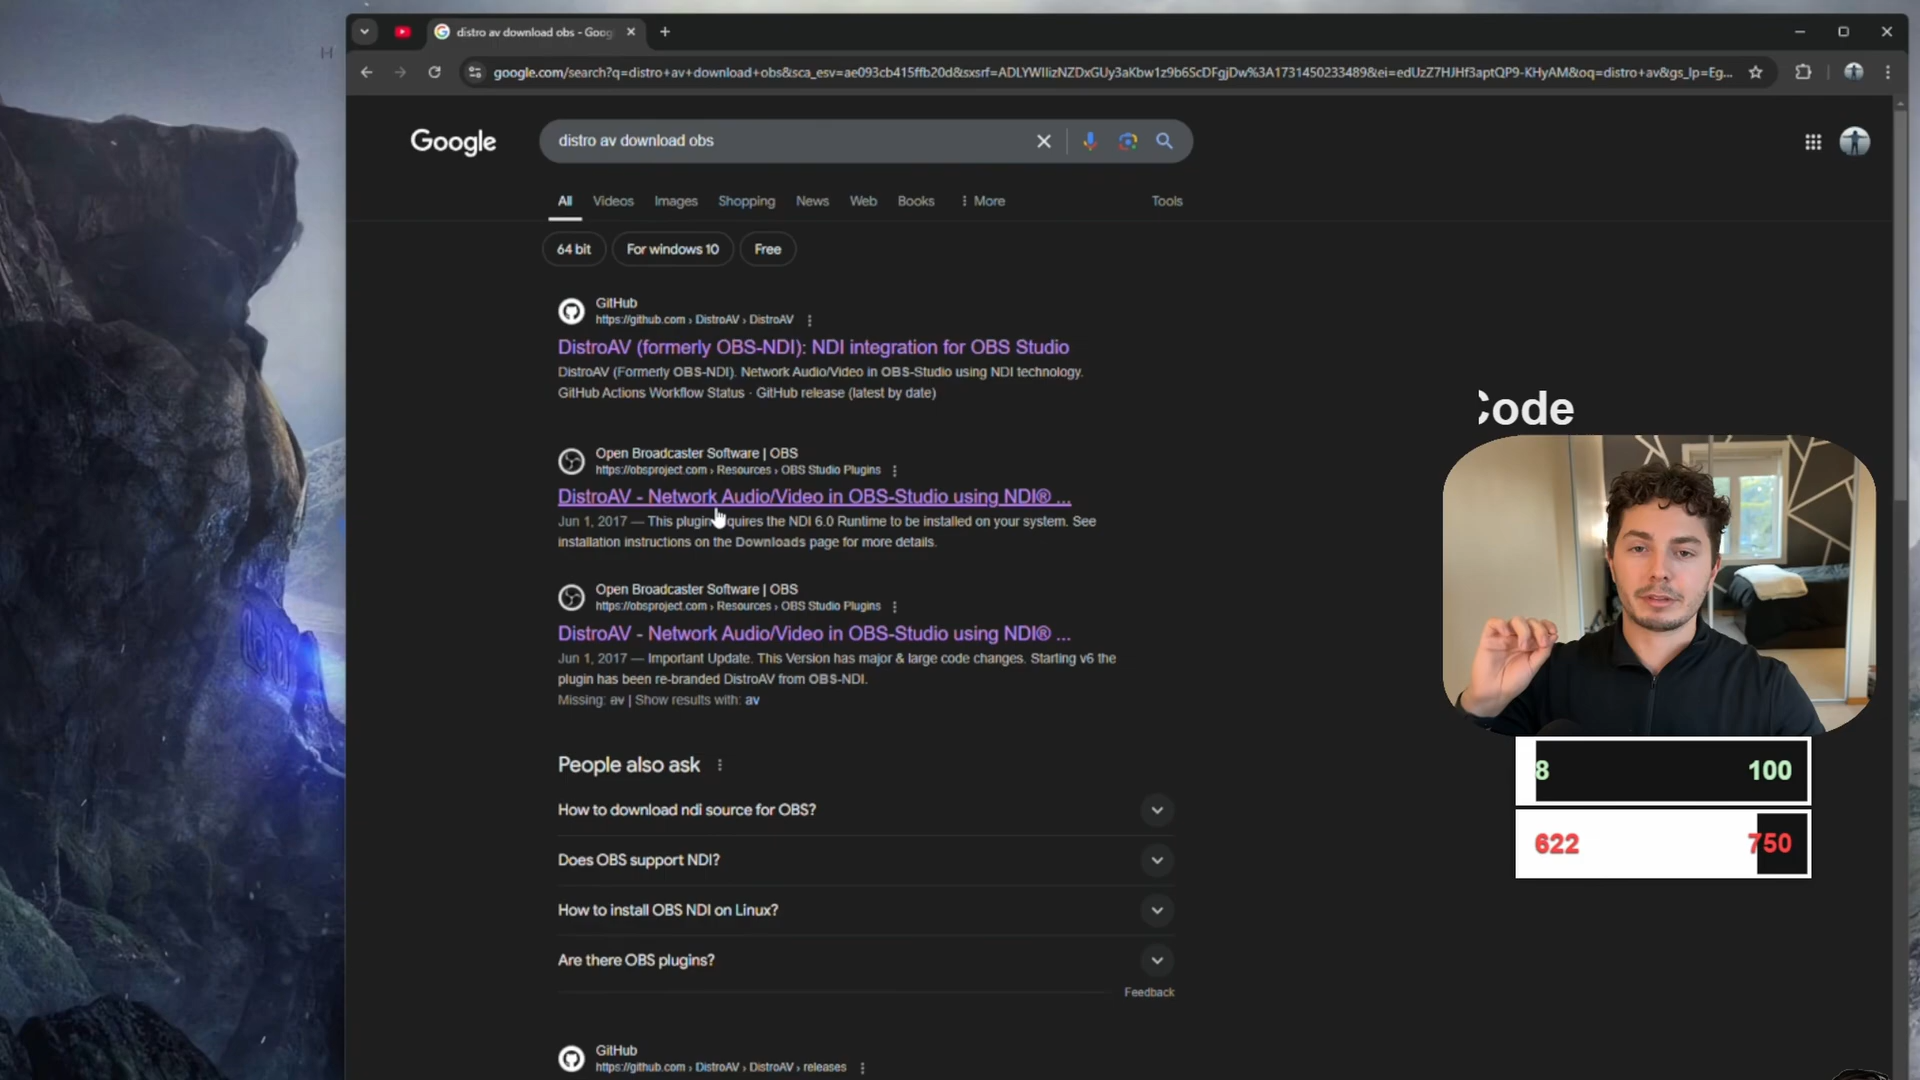 distro av download obs - Goog
google.com/search?q=distro+av+download+obs&sca_esv=ae093cb415ffb20d&sxsrf=ADLYWIlizNZDxGUy3aKbw1z9b6ScDFgjDw%3A1731450233489&ei=edUzZ7HJHf3aptQP9-KHyAM&oq=distro+av&gs_lp=Eg...
Google
distro av download obs
All
Videos
Images
Shopping
News
Web
Books
More
Tools
64 bit
For windows 10
Free
GitHub
https://github.com › DistroAV › DistroAV
DistroAV (formerly OBS-NDI): NDI integration for OBS Studio
DistroAV (Formerly OBS-NDI). Network Audio/Video in OBS-Studio using NDI technology.
GitHub Actions Workflow Status · GitHub release (latest by date)
Open Broadcaster Software | OBS
https://obsproject.com › Resources › OBS Studio Plugins
DistroAV - Network Audio/Video in OBS-Studio using NDI® ...
Jun 1, 2017 — This plugin quires the NDI 6.0 Runtime to be installed on your system. See
installation instructions on the Downloads page for more details.
Open Broadcaster Software | OBS
https://obsproject.com › Resources › OBS Studio Plugins
DistroAV - Network Audio/Video in OBS-Studio using NDI® ...
Jun 1, 2017 — Important Update. This Version has major & large code changes. Starting v6 the
plugin has been re-branded DistroAV from OBS-NDI.
Missing: av | Show results with: av
People also ask
How to download ndi source for OBS?
Does OBS support NDI?
How to install OBS NDI on Linux?
Are there OBS plugins?
Feedback
GitHub
https://github.com › DistroAV › DistroAV › releases
Code
8 100
622 750